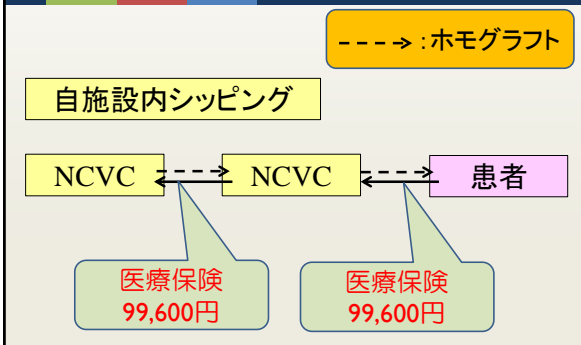 :ホモグラフト
自施設内シッピング
NCVC
NCVC
患者
医療保険
99,600円
医療保険
99,600円